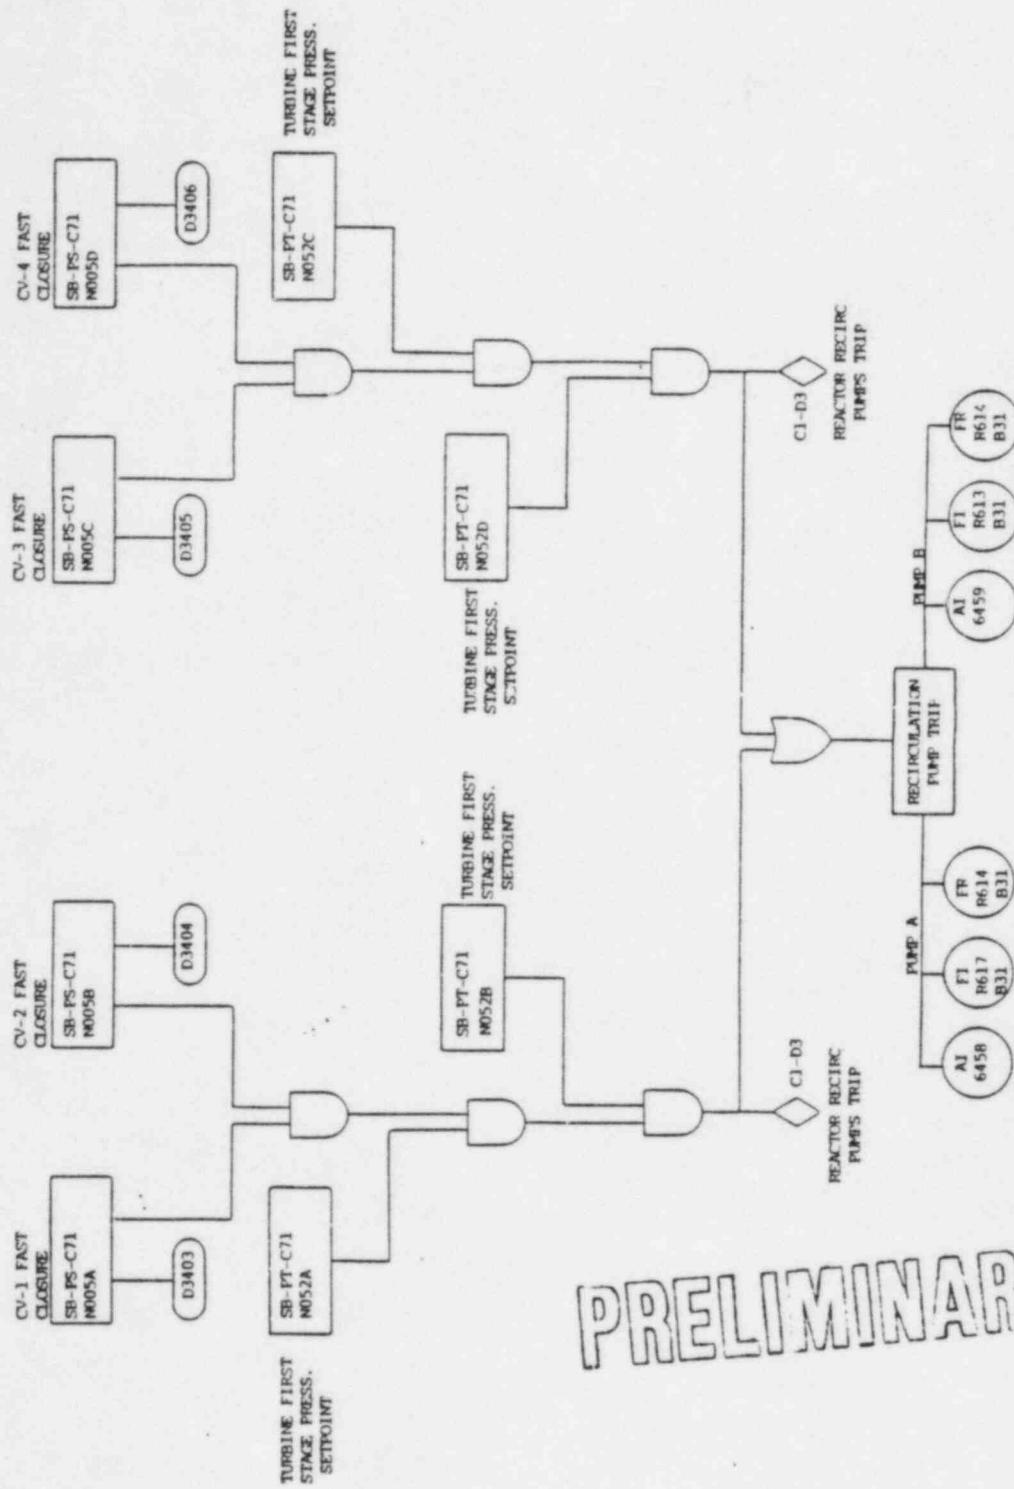 CV-1 FAST
CLOSURE
SB-PS-C71
N005A
D3403
CV-2 FAST
CLOSURE
SB-PS-C71
N005B
D3404
CV-3 FAST
CLOSURE
SB-PS-C71
N005C
D3405
CV-4 FAST
CLOSURE
SB-PS-C71
N005D
D3406
TURBINE FIRST
STAGE PRESS.
SETPOINT
SB-PT-C71
N052A
SB-PT-C71
N052C
TURBINE FIRST
STAGE PRESS.
SETPOINT
SB-PT-C71
N052B
TURBINE FIRST
STAGE PRESS.
SETPOINT
TURBINE FIRST
STAGE PRESS.
SETPOINT
SB-PT-C71
N052D
C1-D3
REACTOR RECIRC
PUMPS TRIP
C1-D3
REACTOR RECIRC
PUMPS TRIP
RECIRCULATION
PUMP TRIP
PUMP A
AI
6458
FI
R617
B31
FR
R614
B31
PUMP B
AI
6459
FI
R613
B31
FR
R614
B31
PRELIMINAR